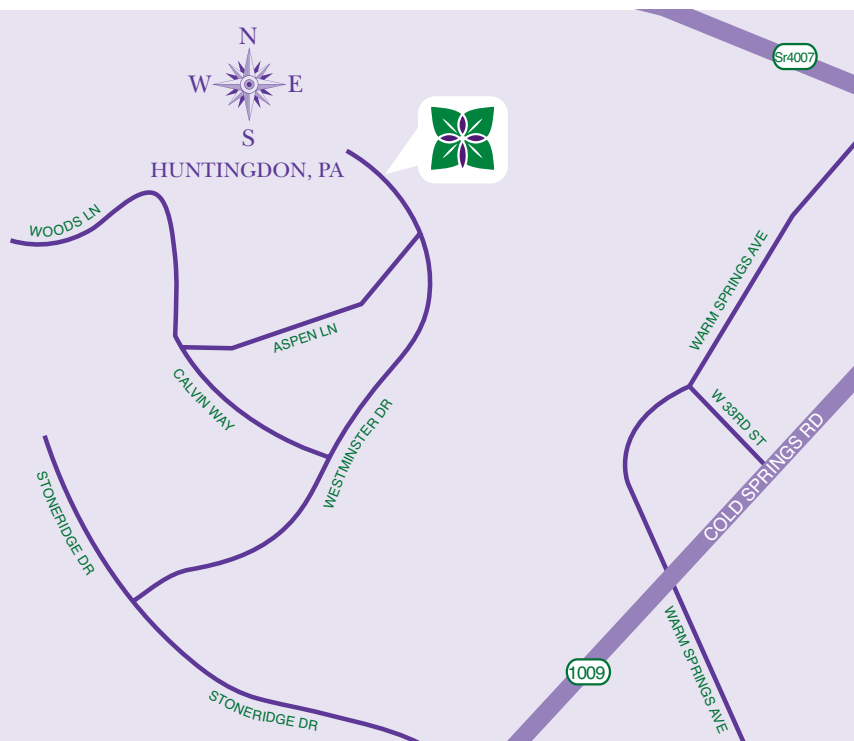 N
Sr4007
W E
S
HUNTINGDON, PA
WOODS LN
WARM SPRINGS AVE
ASPEN LN
CALVIN WAY
W 33RD ST
WESTMINSTER DR
COLD SPRINGS RD
STONERIDGE DR
WARM SPRINGS AVE
1009
STONERIDGE DR